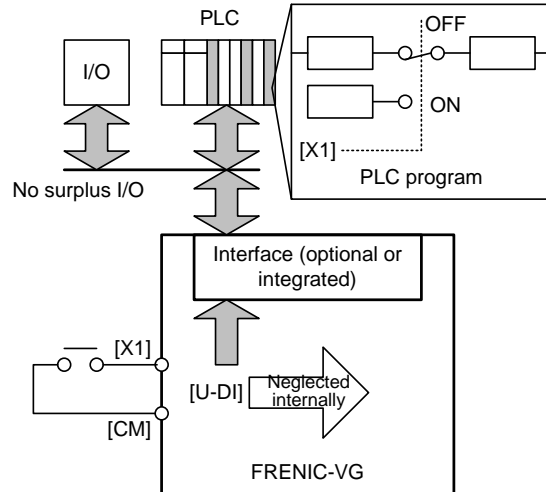 PLC
I/O
OFF
ON
[X1]
PLC program
No surplus I/O
Interface (optional or
integrated)
[X1]
[U-DI]
Neglected
internally
[CM]
FRENIC-VG